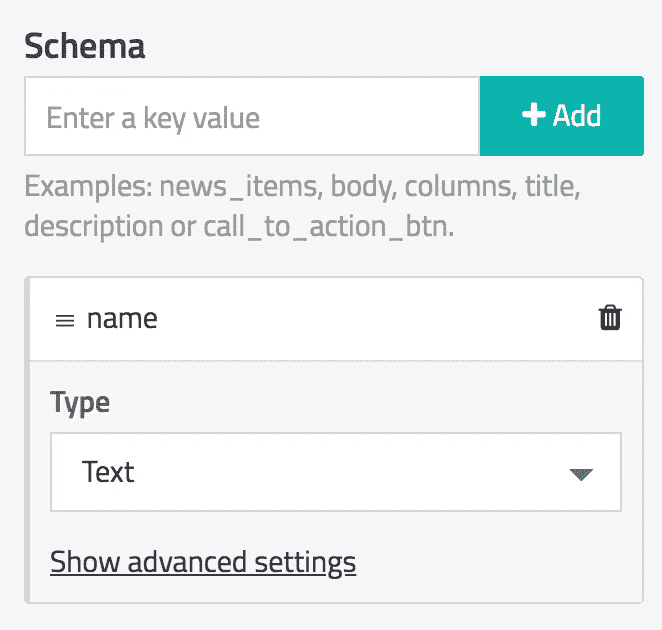 Schema
Enter a key value
Add
Examples: news_items, body, columns, title,
description or call_to_action_btn.
name
Type
Text
Show advanced settings